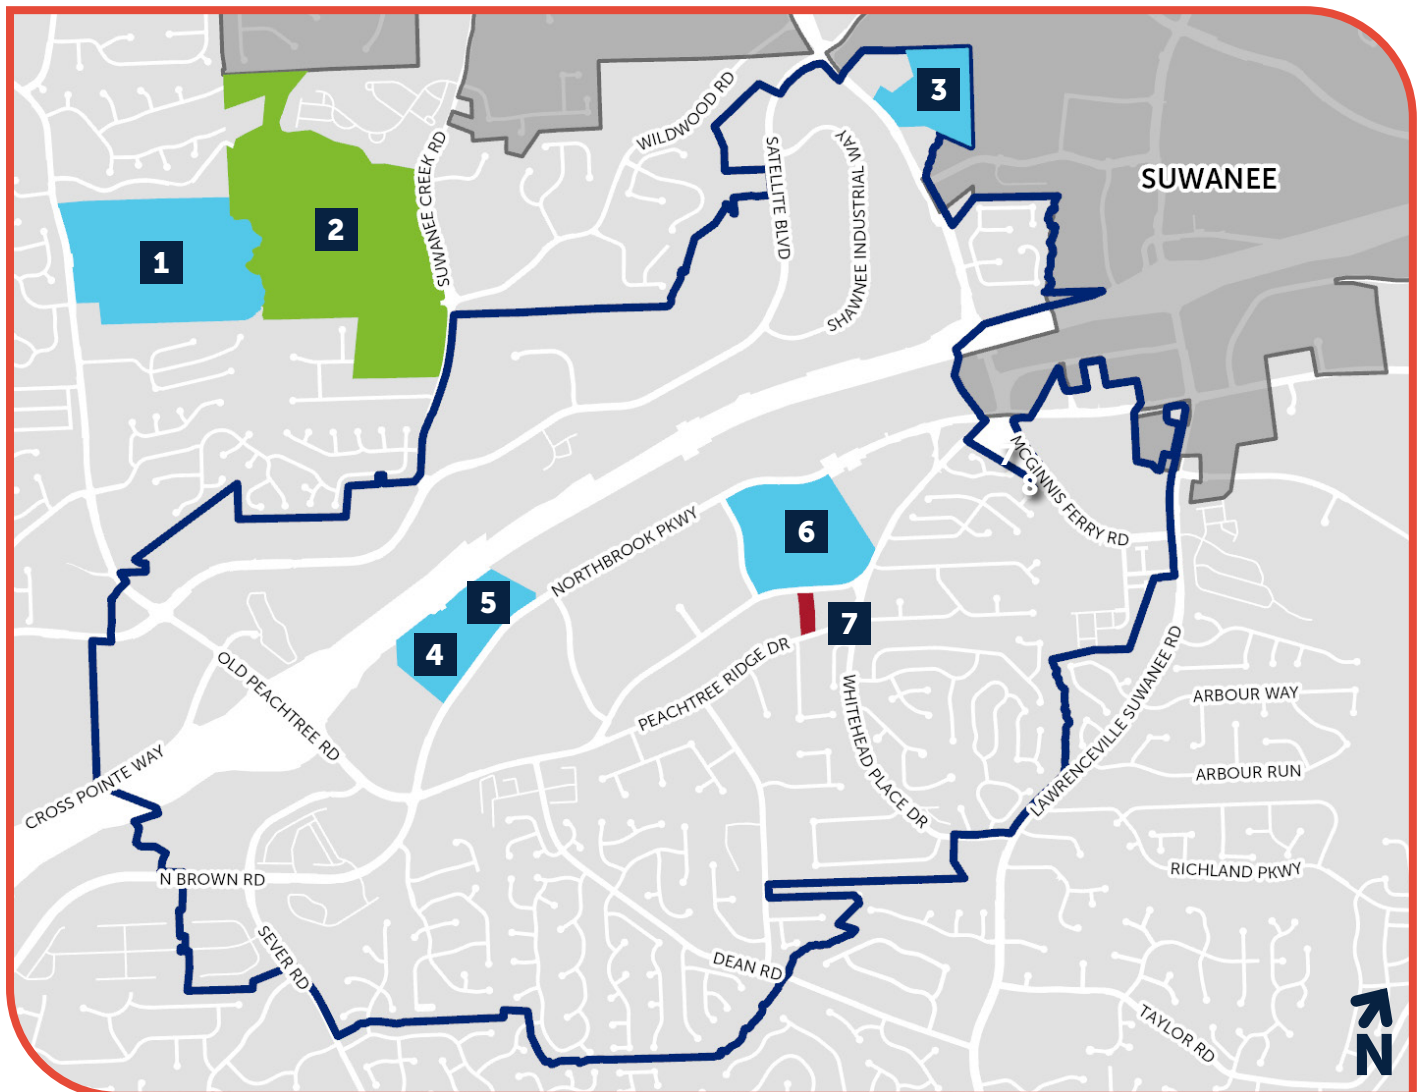 3
WILDWOOD RD
SATELLITE BLVD
SHAWNEE INDUSTRIAL WAY
SUWANEE
SUWANEE CREEK RD
2
1
MCGINNIS FERRY RD
7
8
6
NORTHBROOK PKWY
5
4
7
OLD PEACHTREE RD
PEACHTREE RIDGE DR
WHITEHEAD PLACE DR
LAWRENCEVILLE SUWANEE RD
ARBOUR WAY
ARBOUR RUN
CROSS POINTE WAY
N BROWN RD
RICHLAND PKWY
SEVER RD
DEAN RD
TAYLOR RD
N